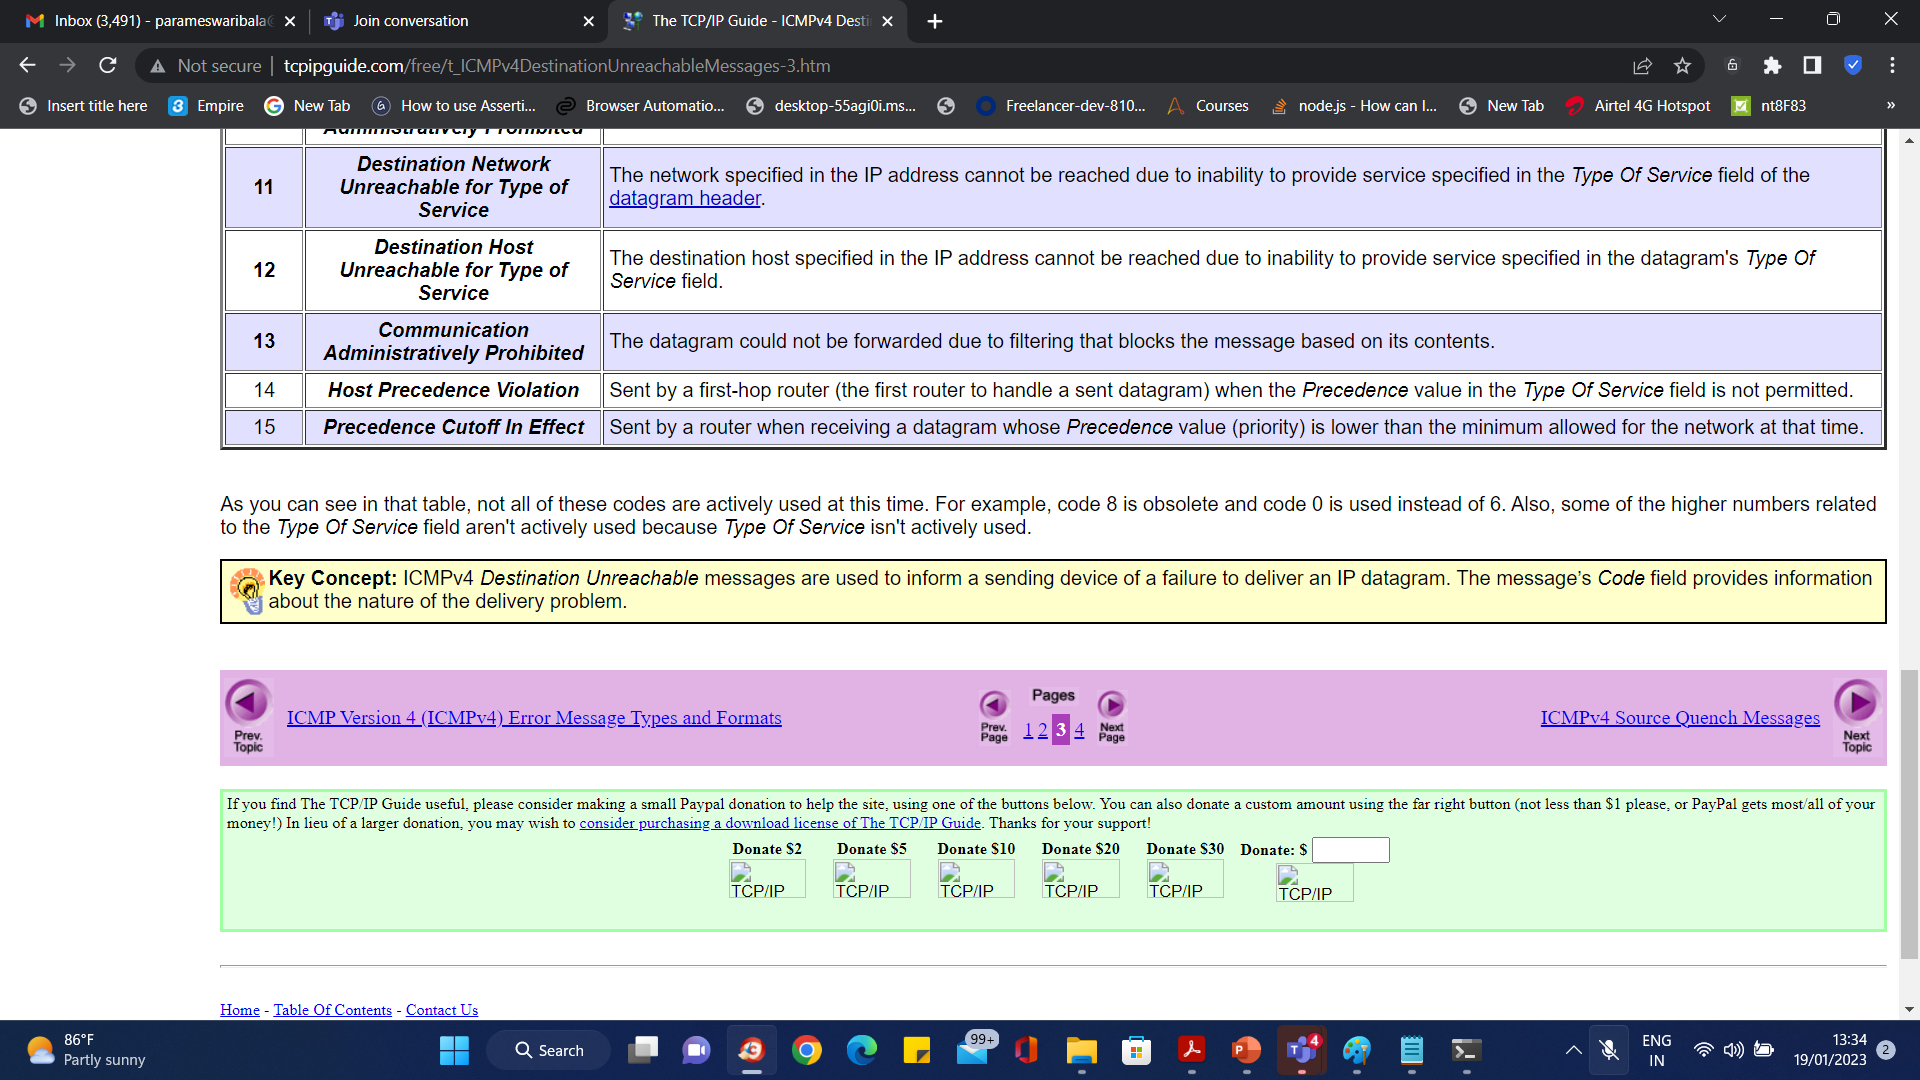 Inbox (3,491) - parameswaribala
Join conversation
The TCP/IP Guide - ICMPv4 Desti
Not secure
tcpipguide.com/free/t_ICMPv4DestinationUnreachableMessages-3.htm
Insert title here
Empire
New Tab
How to use Asserti...
Browser Automatio...
desktop-55agi0i.ms...
Freelancer-dev-810...
Courses
node.js - How can I...
New Tab
Airtel 4G Hotspot
nt8F83
»
Administratively Prohibited
11
Destination Network
Unreachable for Type of
Service
The network specified in the IP address cannot be reached due to inability to provide service specified in the Type Of Service field of the
datagram header.
12
Destination Host
Unreachable for Type of
Service
The destination host specified in the IP address cannot be reached due to inability to provide service specified in the datagram's Type Of
Service field.
13
Communication
Administratively Prohibited
The datagram could not be forwarded due to filtering that blocks the message based on its contents.
14
Host Precedence Violation
Sent by a first-hop router (the first router to handle a sent datagram) when the Precedence value in the Type Of Service field is not permitted.
15
Precedence Cutoff In Effect
Sent by a router when receiving a datagram whose Precedence value (priority) is lower than the minimum allowed for the network at that time.
As you can see in that table, not all of these codes are actively used at this time. For example, code 8 is obsolete and code 0 is used instead of 6. Also, some of the higher numbers related
to the Type Of Service field aren't actively used because Type Of Service isn't actively used.
Key Concept: ICMPv4 Destination Unreachable messages are used to inform a sending device of a failure to deliver an IP datagram. The message’s Code field provides information
about the nature of the delivery problem.
Prev.
Topic
ICMP Version 4 (ICMPv4) Error Message Types and Formats
Prev.
Page
Pages
1 2 3 4
Next
Page
ICMPv4 Source Quench Messages
Next
Topic
If you find The TCP/IP Guide useful, please consider making a small Paypal donation to help the site, using one of the buttons below. You can also donate a custom amount using the far right button (not less than $1 please, or PayPal gets most/all of your
money!) In lieu of a larger donation, you may wish to consider purchasing a download license of The TCP/IP Guide. Thanks for your support!
Donate $2
Donate $5
Donate $10
Donate $20
Donate $30
Donate: $
TCP/IP
TCP/IP
TCP/IP
TCP/IP
TCP/IP
TCP/IP
Home - Table Of Contents - Contact Us
86°F
Partly sunny
Search
99+
4
ENG
IN
13:34
19/01/2023
2